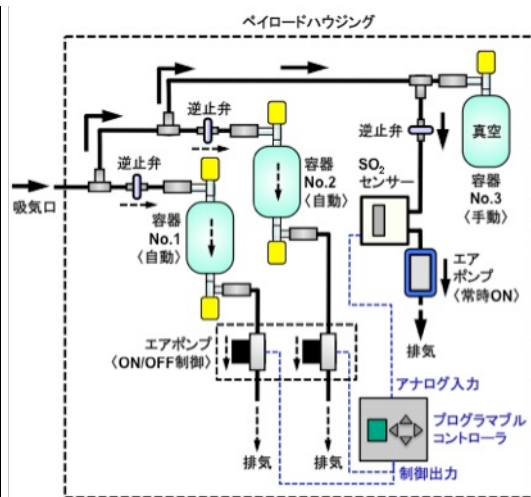 ペイロードハウジング
逆止弁
逆止弁
吸気口
容器
No.1
〈自動〉
容器
No.2
〈自動〉
逆止弁
SO2
センサー
真空
容器
No.3
〈手動〉
エア
ポンプ
〈常時ON〉
排気
エアポンプ
〈ON/OFF制御〉
アナログ入力
プログラマブル
コントローラ
制御出力
排気
排気